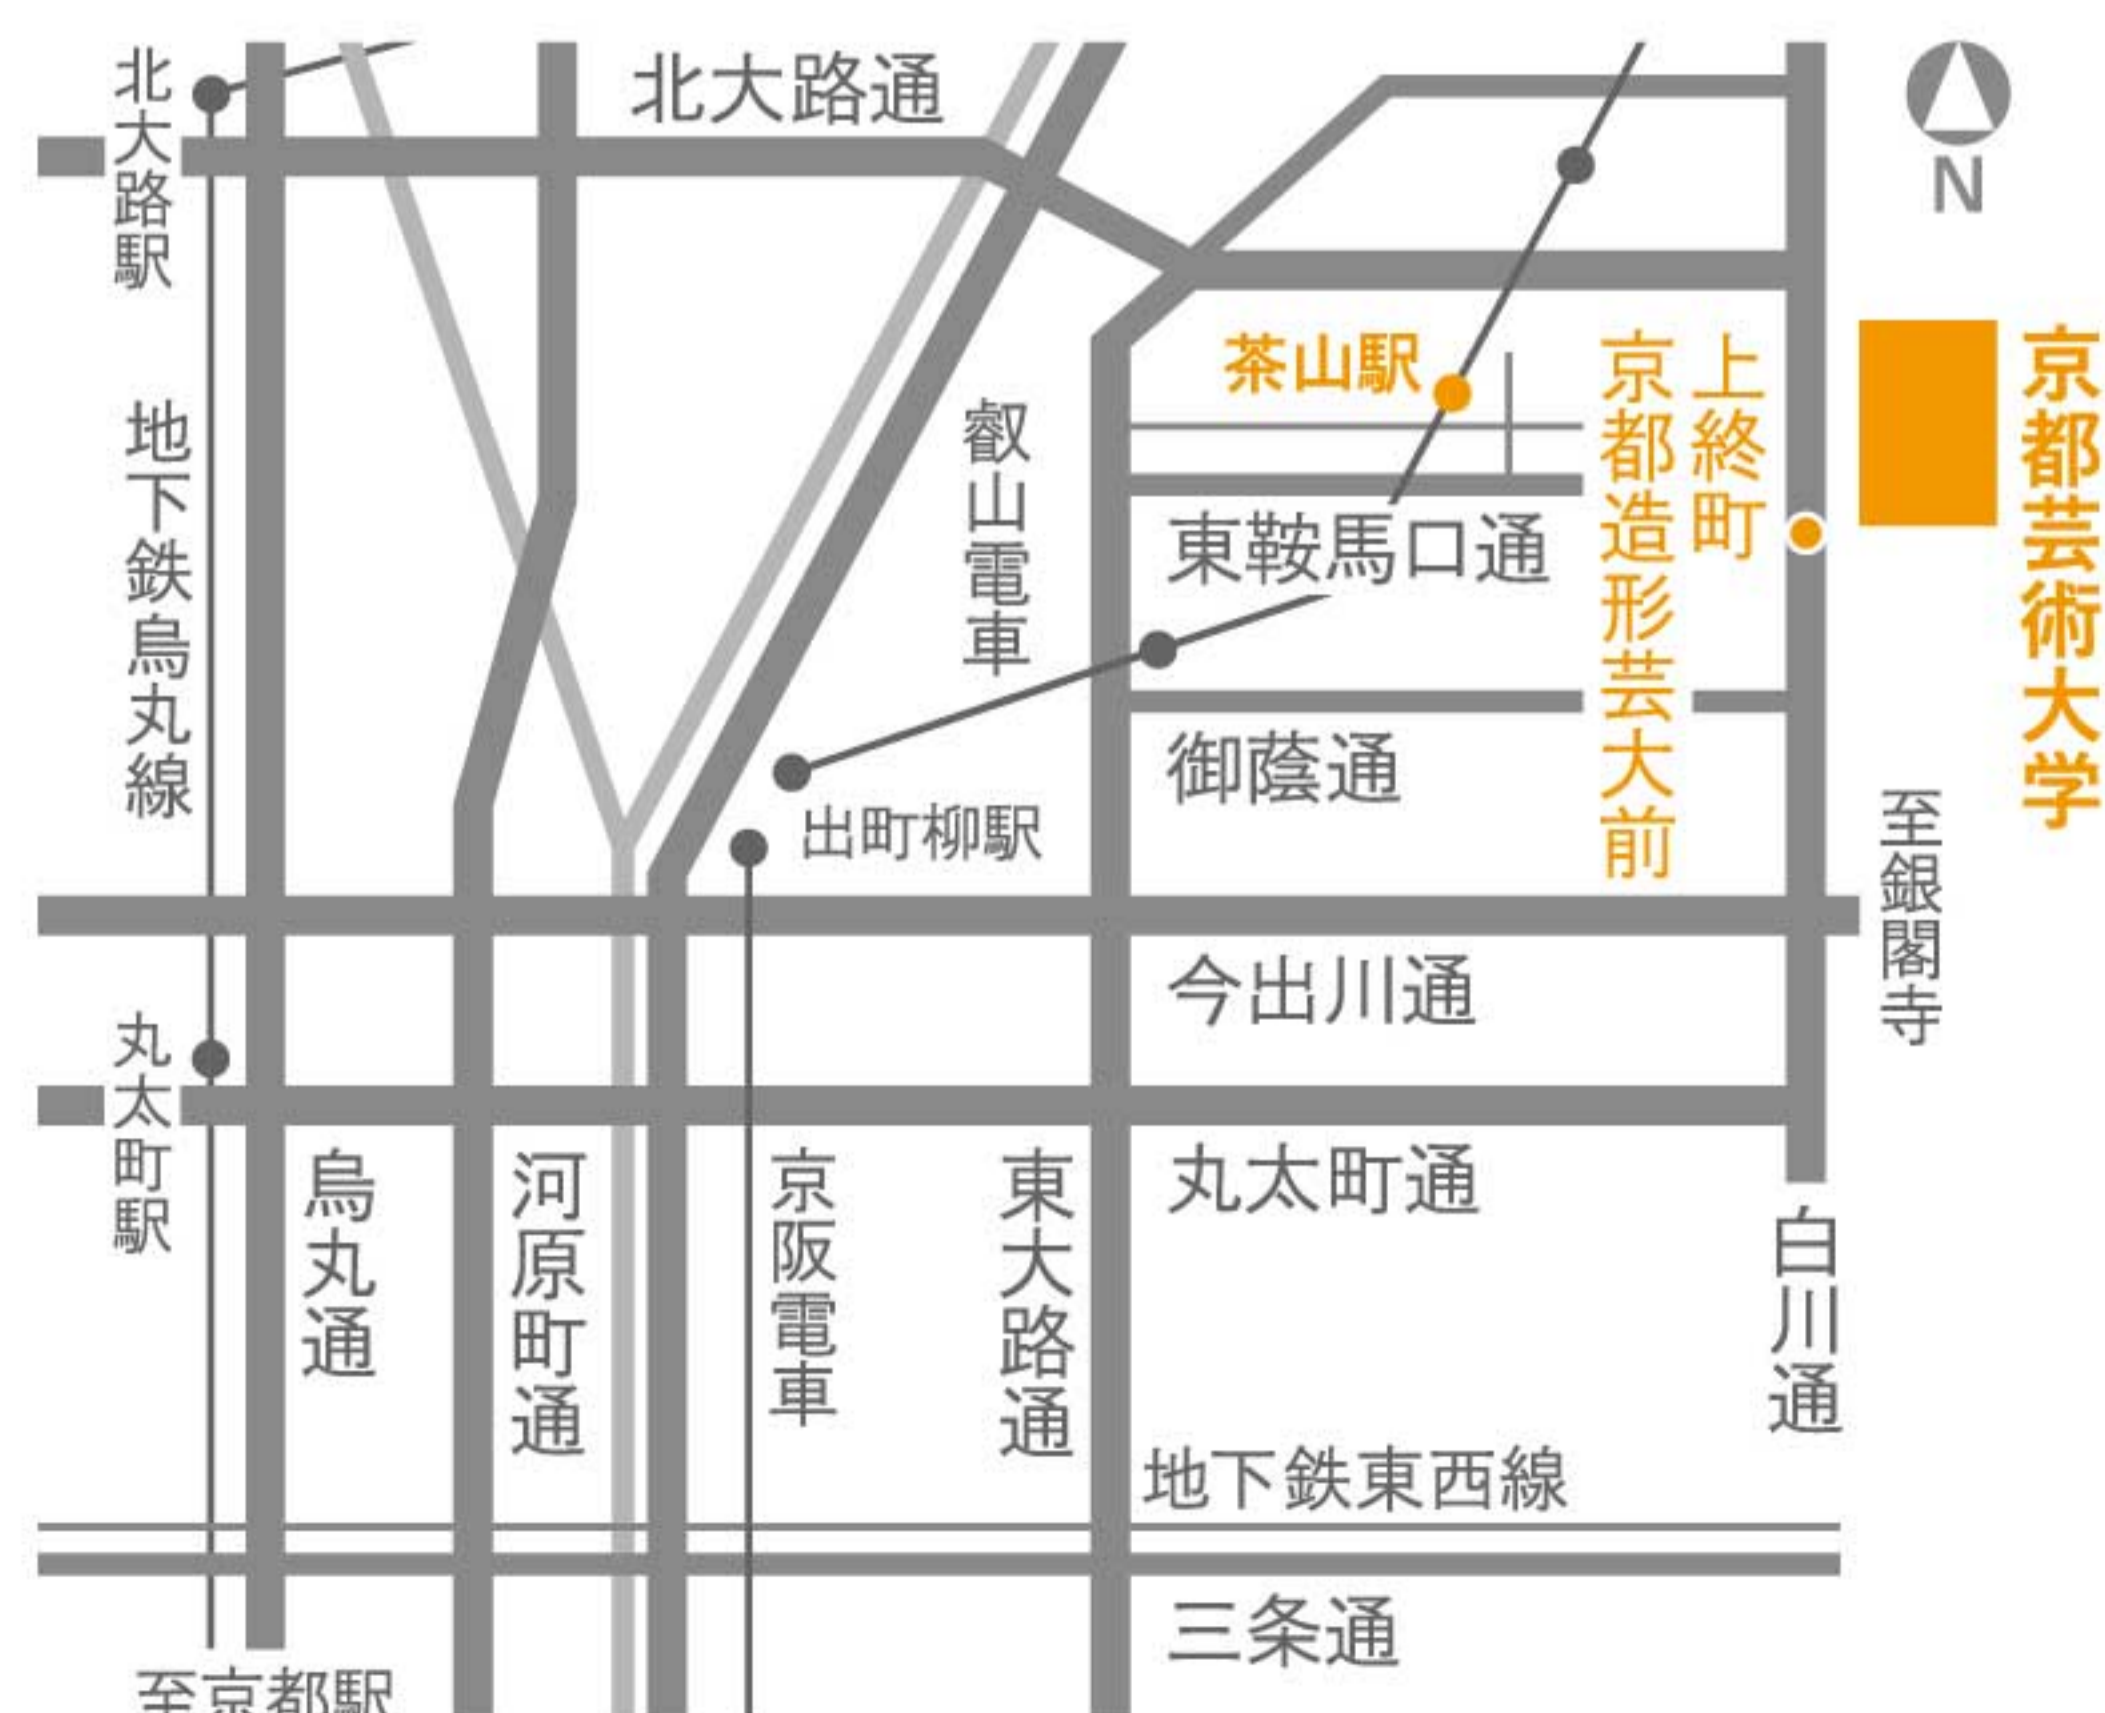 北大路駅
北大路通
N
茶山駅
上終町
京都造形芸大前
京都芸術大学
地下鉄烏丸線
叡山電車
東鞍馬口通
御蔭通
出町柳駅
至銀閣寺
今出川通
丸太町駅
丸太町通
烏丸通
河原町通
京阪電車
東大路通
白川通
地下鉄東西線
三条通
至京都駅